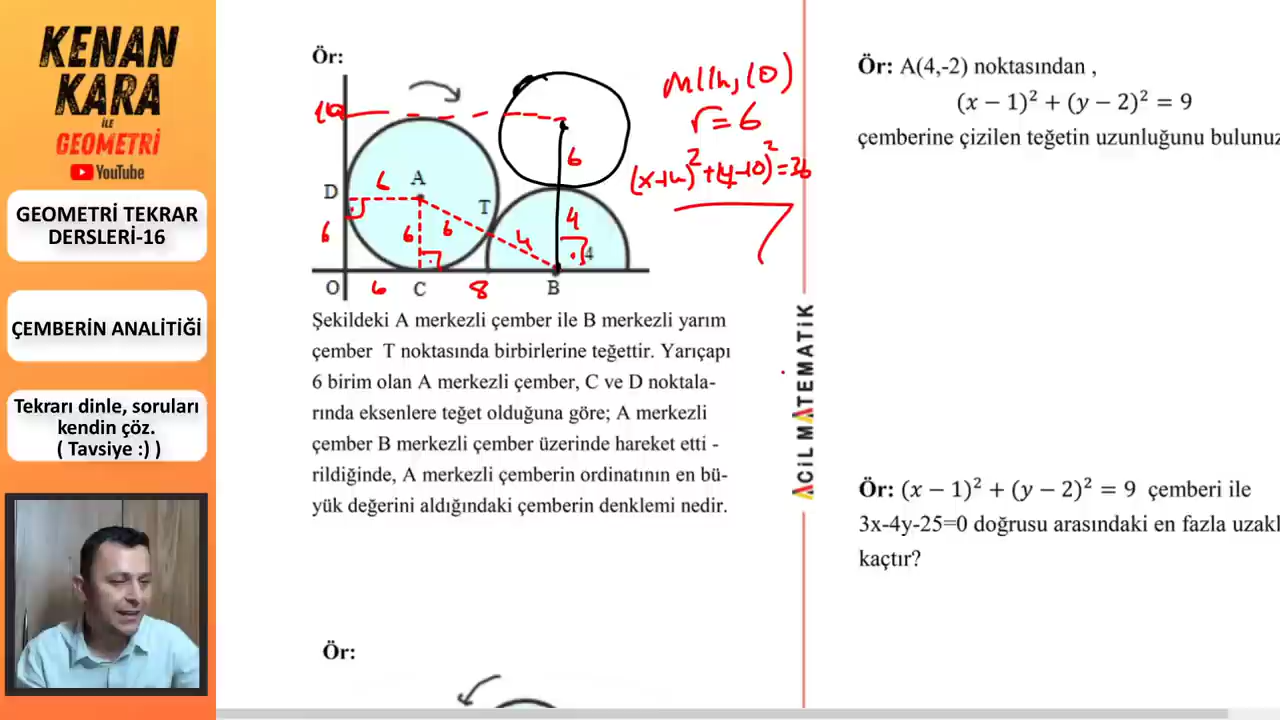 KENAN
KARA
İLE
GEOMETRİ
YouTube
GEOMETRİ TEKRAR
DERSLERİ-16
ÇEMBERİN ANALİTİĞİ
Tekrarı dinle, soruları
kendin çöz.
( Tavsiye :) )
Ör:
10
D
6
A
T
6
6
6
4
4
6
4
O
6
C
8
B
M(14,10)
r=6
(x-14)²+(y-10)²=36
Şekildeki A merkezli çember ile B merkezli yarım
çember T noktasında birbirlerine teğettir. Yarıçapı
6 birim olan A merkezli çember, C ve D noktala-
rında eksenlere teğet olduğuna göre; A merkezli
çember B merkezli çember üzerinde hareket etti -
rildiğinde, A merkezli çemberin ordinatının en bü-
yük değerini aldığındaki çemberin denklemi nedir.
Ör:
ACİL MATEMATİK
Ör: A(4,-2) noktasından ,
(x − 1)² + (y − 2)² = 9
çemberine çizilen teğetin uzunluğunu bulunuz
Ör: (x − 1)² + (y − 2)² = 9 çemberi ile
3x-4y-25=0 doğrusu arasındaki en fazla uzakl
kaçtır?